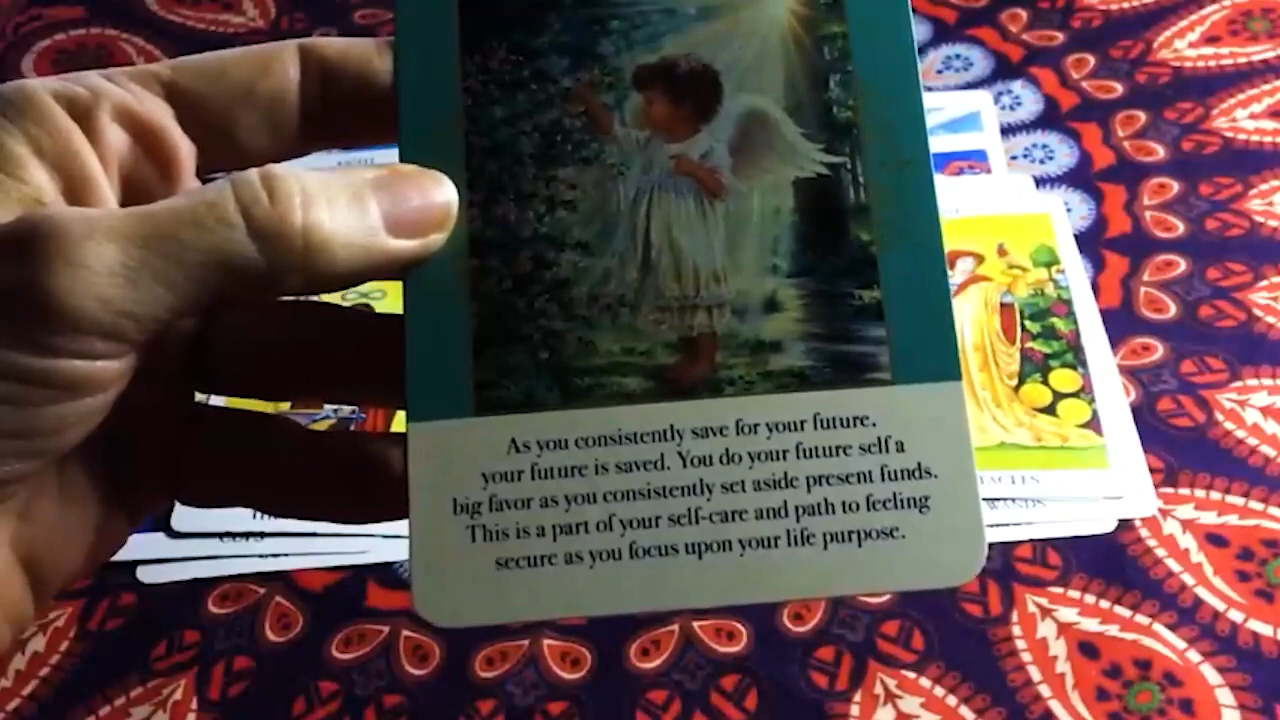 EIGHT
As you consistently save for your future,
your future is saved. You do your future self a
big favor as you consistently set aside present funds.
This is a part of your self-care and path to feeling
secure as you focus upon your life purpose.
WANDS